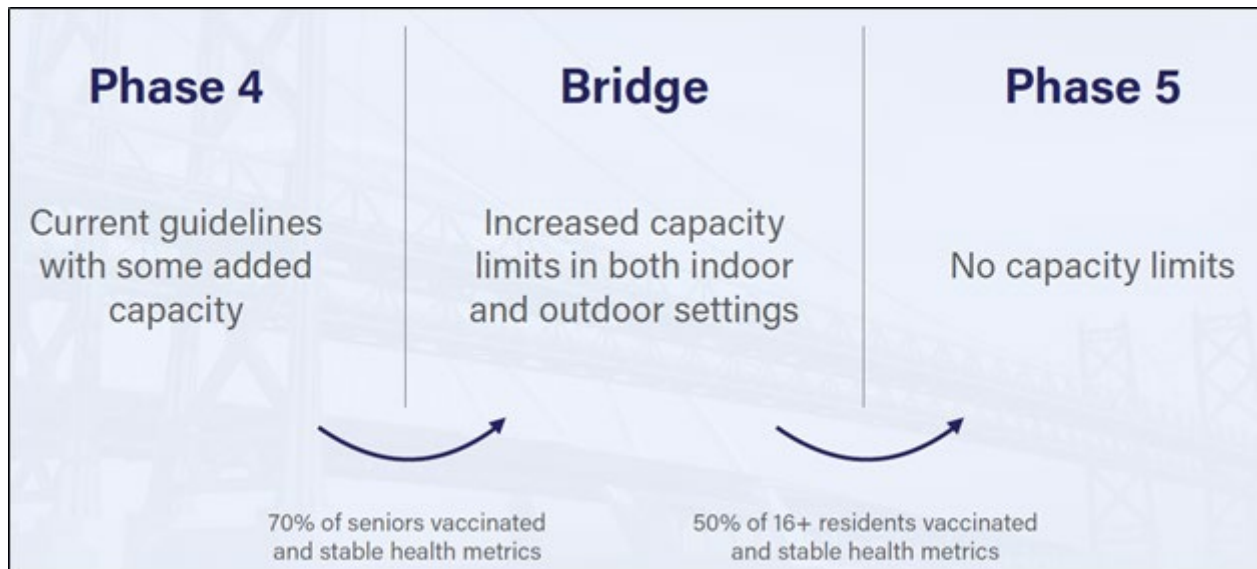 Phase 4
Current guidelines
with some added
capacity
Bridge
Increased capacity
limits in both indoor
and outdoor settings
Phase 5
No capacity limits
70% of seniors vaccinated
and stable health metrics
50% of 16+ residents vaccinated
and stable health metrics